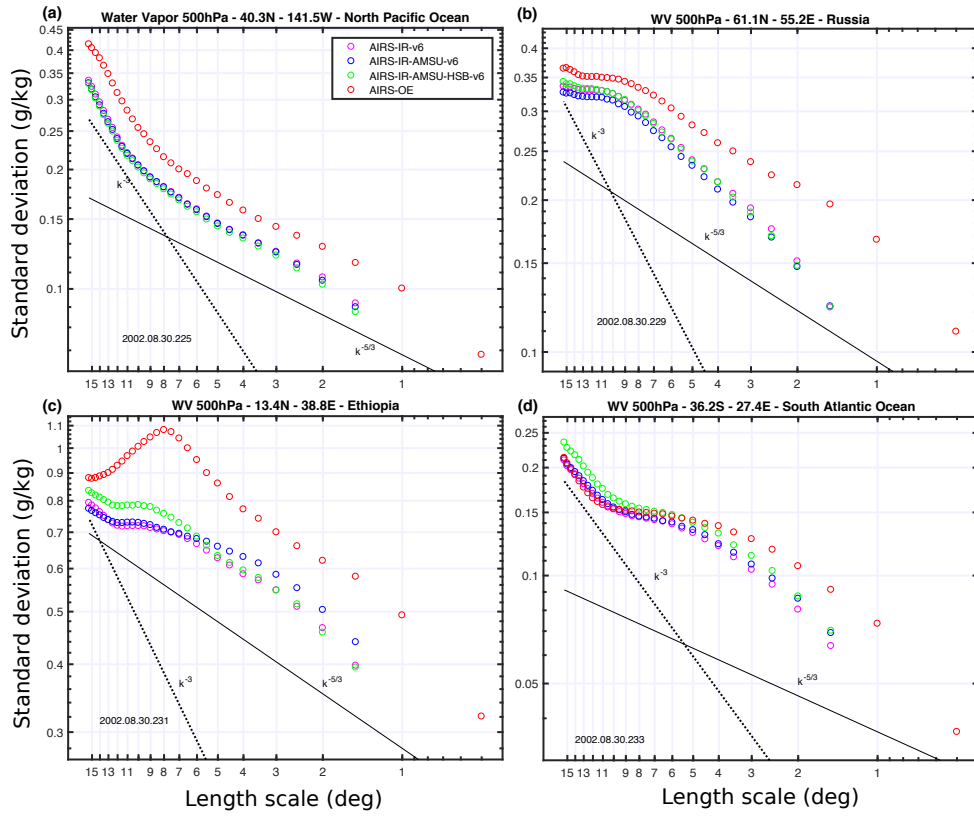 (a) Water Vapor 500hPa - 40.3N - 141.5W - North Pacific Ocean
0.45
0.4
0.35
0.3
0.25
0.2
0.15
0.1
Standard deviation (g/kg)
AIRS-IR-v6
AIRS-IR-AMSU-v6
AIRS-IR-AMSU-HSB-v6
AIRS-OE
k-3
k-5/3
2002.08.30.225
15 13 11 9 8 7 6 5 4 3 2 1
(b) WV 500hPa - 61.1N - 55.2E - Russia
0.45
0.35
0.25
0.15
0.1
k-3
k-5/3
2002.08.30.229
15 13 11 9 8 7 6 5 4 3 2 1
(c) WV 500hPa - 13.4N - 38.8E - Ethiopia
1.1
1
0.9
0.8
0.7
0.6
0.5
0.4
0.3
Standard deviation (g/kg)
k-3
k-5/3
2002.08.30.231
15 13 11 9 8 7 6 5 4 3 2 1
Length scale (deg)
(d) WV 500hPa - 36.2S - 27.4E - South Atlantic Ocean
0.25
0.2
0.15
0.1
0.05
k-3
k-5/3
2002.08.30.233
15 13 11 9 8 7 6 5 4 3 2 1
Length scale (deg)